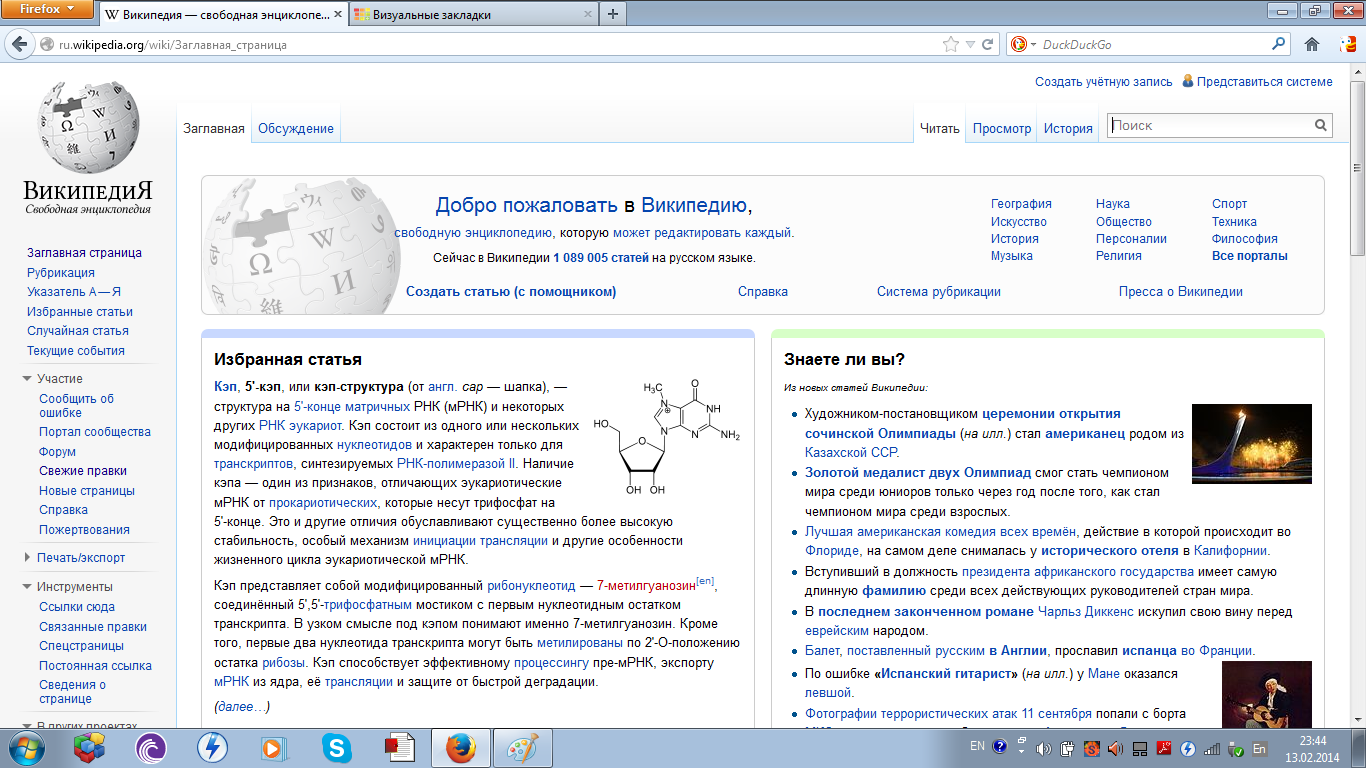 Firefox
Википедия — свободная энциклопе...
Визуальные закладки
ru.wikipedia.org/wiki/Заглавная_страница
DuckDuckGo
Создать учётную запись Представиться системе
Заглавная Обсуждение Читать Просмотр История Поиск
ВикипедиЯ
Свободная энциклопедия
Заглавная страница
Рубрикация
Указатель А — Я
Избранные статьи
Случайная статья
Текущие события
Участие
Сообщить об
ошибке
Портал сообщества
Форум
Свежие правки
Новые страницы
Справка
Пожертвования
Печать/экспорт
Инструменты
Ссылки сюда
Связанные правки
Спецстраницы
Постоянная ссылка
Сведения о
странице
В других проектах
Добро пожаловать в Википедию,
свободную энциклопедию, которую может редактировать каждый.
Сейчас в Википедии 1 089 005 статей на русском языке.
География Наука Спорт
Искусство Общество Техника
История Персоналии Философия
Музыка Религия Все порталы
Создать статью (с помощником) Справка Система рубрикации Пресса о Википедии
Избранная статья
Кэп, 5'-кэп, или кэп-структура (от англ. cap — шапка), —
структура на 5'-конце матричных РНК (мРНК) и некоторых
других РНК эукариот. Кэп состоит из одного или нескольких
модифицированных нуклеотидов и характерен только для
транскриптов, синтезируемых РНК-полимеразой II. Наличие
кэпа — один из признаков, отличающих эукариотические
мРНК от прокариотических, которые несут трифосфат на
5'-конце. Это и другие отличия обуславливают существенно более высокую
стабильность, особый механизм инициации трансляции и другие особенности
жизненного цикла эукариотической мРНК.
H₃C
O
N
NH
HO
N
N
NH₂
O
OH OH
Кэп представляет собой модифицированный рибонуклеотид — 7-метилгуанозин[en],
соединённый 5',5'-трифосфатным мостиком с первым нуклеотидным остатком
транскрипта. В узком смысле под кэпом понимают именно 7-метилгуанозин. Кроме
того, первые два нуклеотида транскрипта могут быть метилированы по 2'-O-положению
остатка рибозы. Кэп способствует эффективному процессингу пре-мРНК, экспорту
мРНК из ядра, её трансляции и защите от быстрой деградации.
(далее…)
Знаете ли вы?
Из новых статей Википедии:
Художником-постановщиком церемонии открытия
сочинской Олимпиады (на илл.) стал американец родом из
Казахской ССР.
Золотой медалист двух Олимпиад смог стать чемпионом
мира среди юниоров только через год после того, как стал
чемпионом мира среди взрослых.
Лучшая американская комедия всех времён, действие в которой происходит во
Флориде, на самом деле снималась у исторического отеля в Калифорнии.
Вступивший в должность президента африканского государства имеет самую
длинную фамилию среди всех действующих руководителей стран мира.
В последнем законченном романе Чарльз Диккенс искупил свою вину перед
еврейским народом.
Балет, поставленный русским в Англии, прославил испанца во Франции.
По ошибке «Испанский гитарист» (на илл.) у Мане оказался
левшой.
Фотографии террористических атак 11 сентября попали с борта
EN
En
23:44
13.02.2014